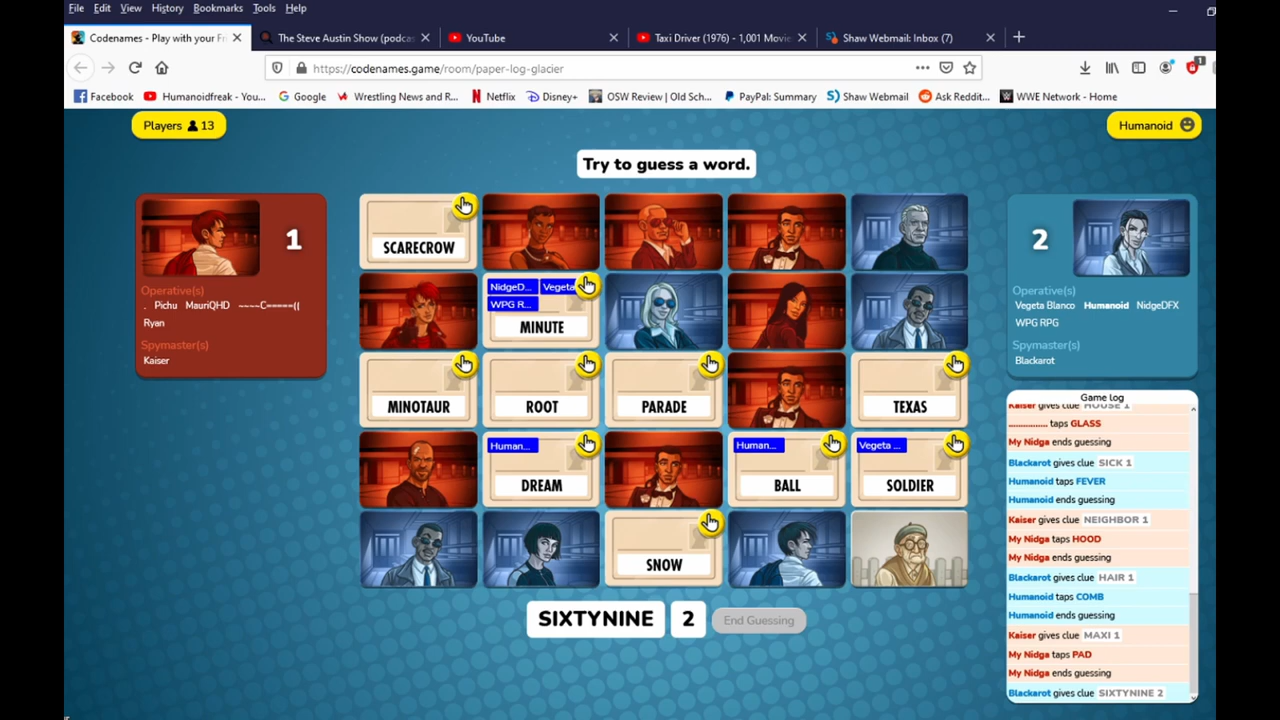 File Edit View History Bookmarks Tools Help
Codenames - Play with your Fri
The Steve Austin Show (podcas
YouTube
Taxi Driver (1976) - 1,001 Movie
Shaw Webmail: Inbox (7)
https://codenames.game/room/paper-log-glacier
Facebook Humanoidfreak - You... Google Wrestling News and R... Netflix Disney+ OSW Review | Old Sch... PayPal: Summary Shaw Webmail Ask Reddit... WWE Network - Home
Players 13
Humanoid
Try to guess a word.
1
Operative(s)
. Pichu MauriQHD ~~~~C=====((
Ryan
Spymaster(s)
Kaiser
SCARECROW
NidgeD... Vegeta
WPG R...
MINUTE
MINOTAUR
ROOT
PARADE
TEXAS
Human...
DREAM
Human...
BALL
Vegeta ...
SOLDIER
SNOW
SIXTYNINE 2 End Guessing
2
Operative(s)
Vegeta Blanco Humanoid NidgeDFX
WPG RPG
Spymaster(s)
Blackarot
Game log
Kaiser gives clue HOUSE 1
................ taps GLASS
My Nidga ends guessing
Blackarot gives clue SICK 1
Humanoid taps FEVER
Humanoid ends guessing
Kaiser gives clue NEIGHBOR 1
My Nidga taps HOOD
My Nidga ends guessing
Blackarot gives clue HAIR 1
Humanoid taps COMB
Humanoid ends guessing
Kaiser gives clue MAXI 1
My Nidga taps PAD
My Nidga ends guessing
Blackarot gives clue SIXTYNINE 2